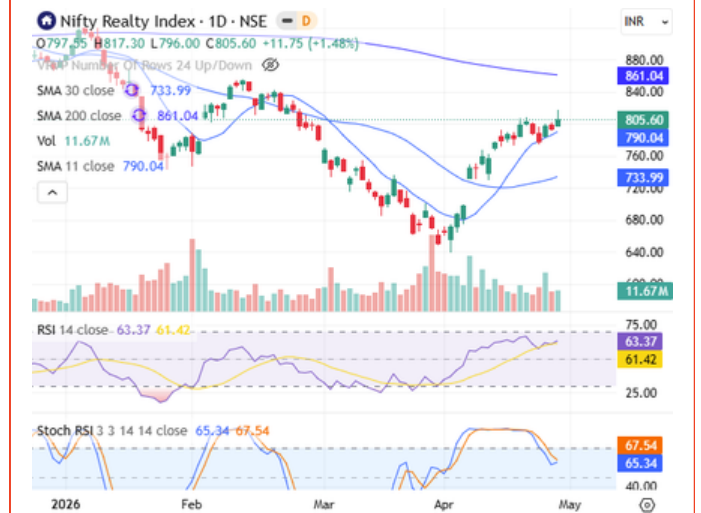 Nifty Realty Index · 1D · NSE D INR
O797.55 H817.30 L796.00 C805.60 +11.75 (+1.48%)
VRAP Number Of Rows 24 Up/Down
SMA 30 close 733.99
SMA 200 close 861.04
Vol 11.67M
SMA 11 close 790.04
880.00
861.04
840.00
805.60
790.04
760.00
733.99
720.00
680.00
640.00
11.67M
RSI 14 close 63.37 61.42
75.00
63.37
61.42
25.00
Stoch RSI 3 3 14 14 close 65.34 67.54
67.54
65.34
40.00
2026 Feb Mar Apr May